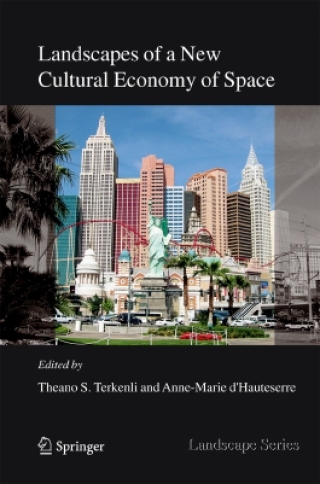 Landscapes of a New
Cultural Economy of Space
Edited by
Theano S. Terkenli and Anne-Marie d'Hauteserre
Springer
Landscape Series